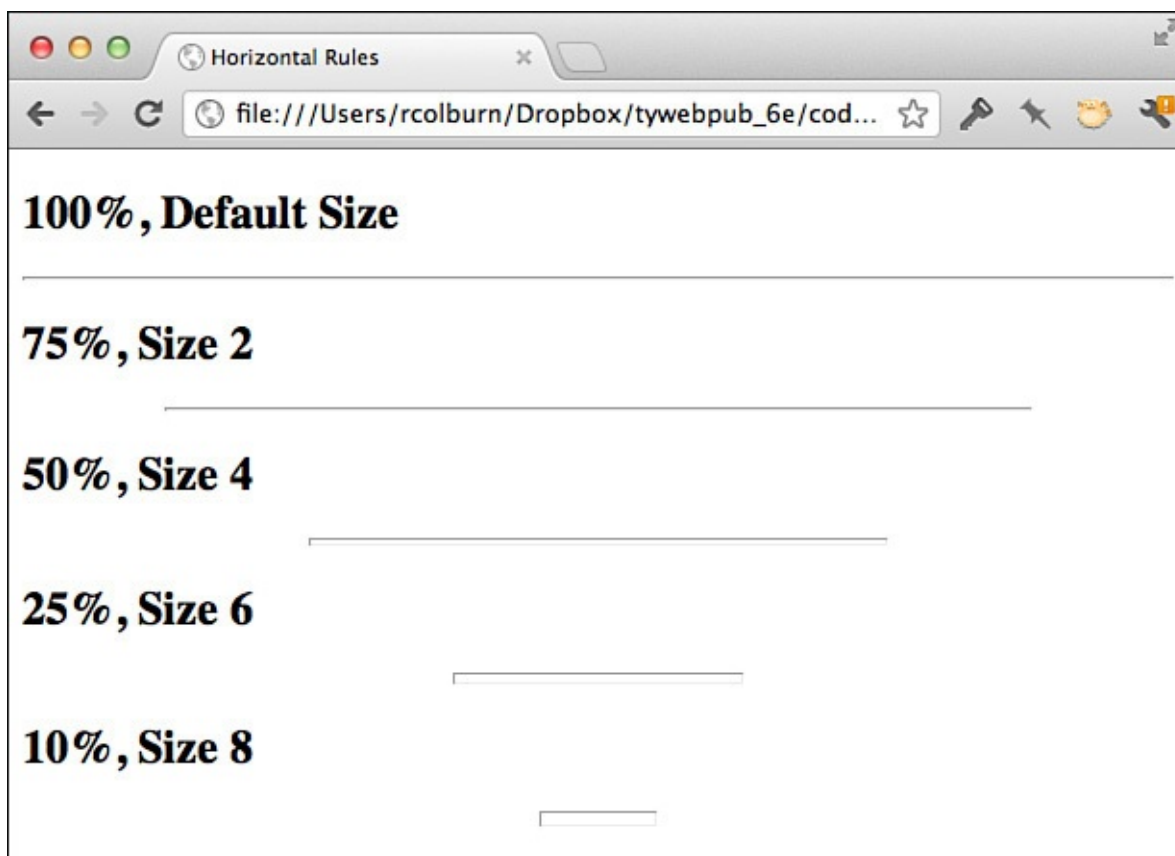 Horizontal Rules
file:///Users/rcolburn/Dropbox/tywebpub_6e/cod...
100%, Default Size
75%, Size 2
50%, Size 4
25%, Size 6
10%, Size 8